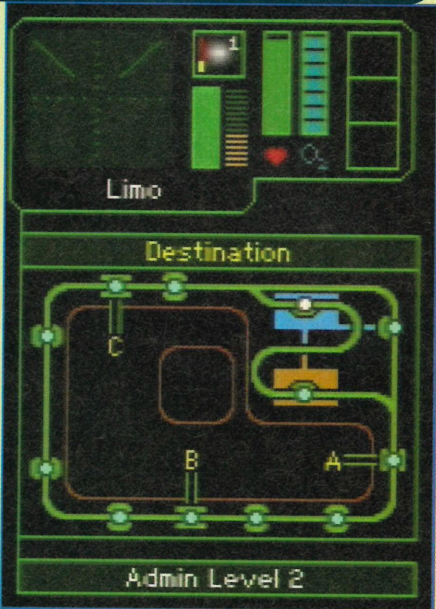 1
O₂
Limo
Destination
C
B
A
Admin Level 2